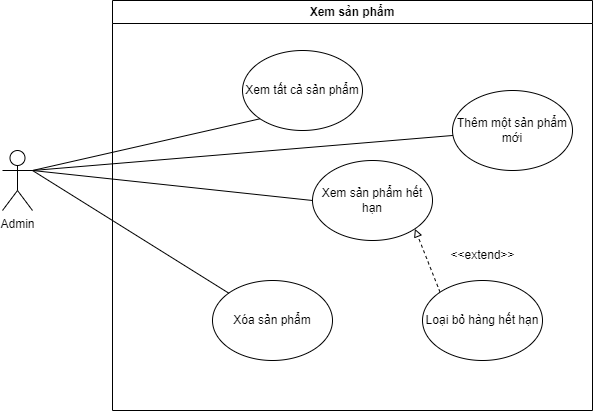 Xem sản phẩm
Xem tất cả sản phẩm
Thêm một sản phẩm
mới
Xem sản phẩm hết
hạn
Admin
<<extend>>
Xóa sản phẩm
Loại bỏ hàng hết hạn